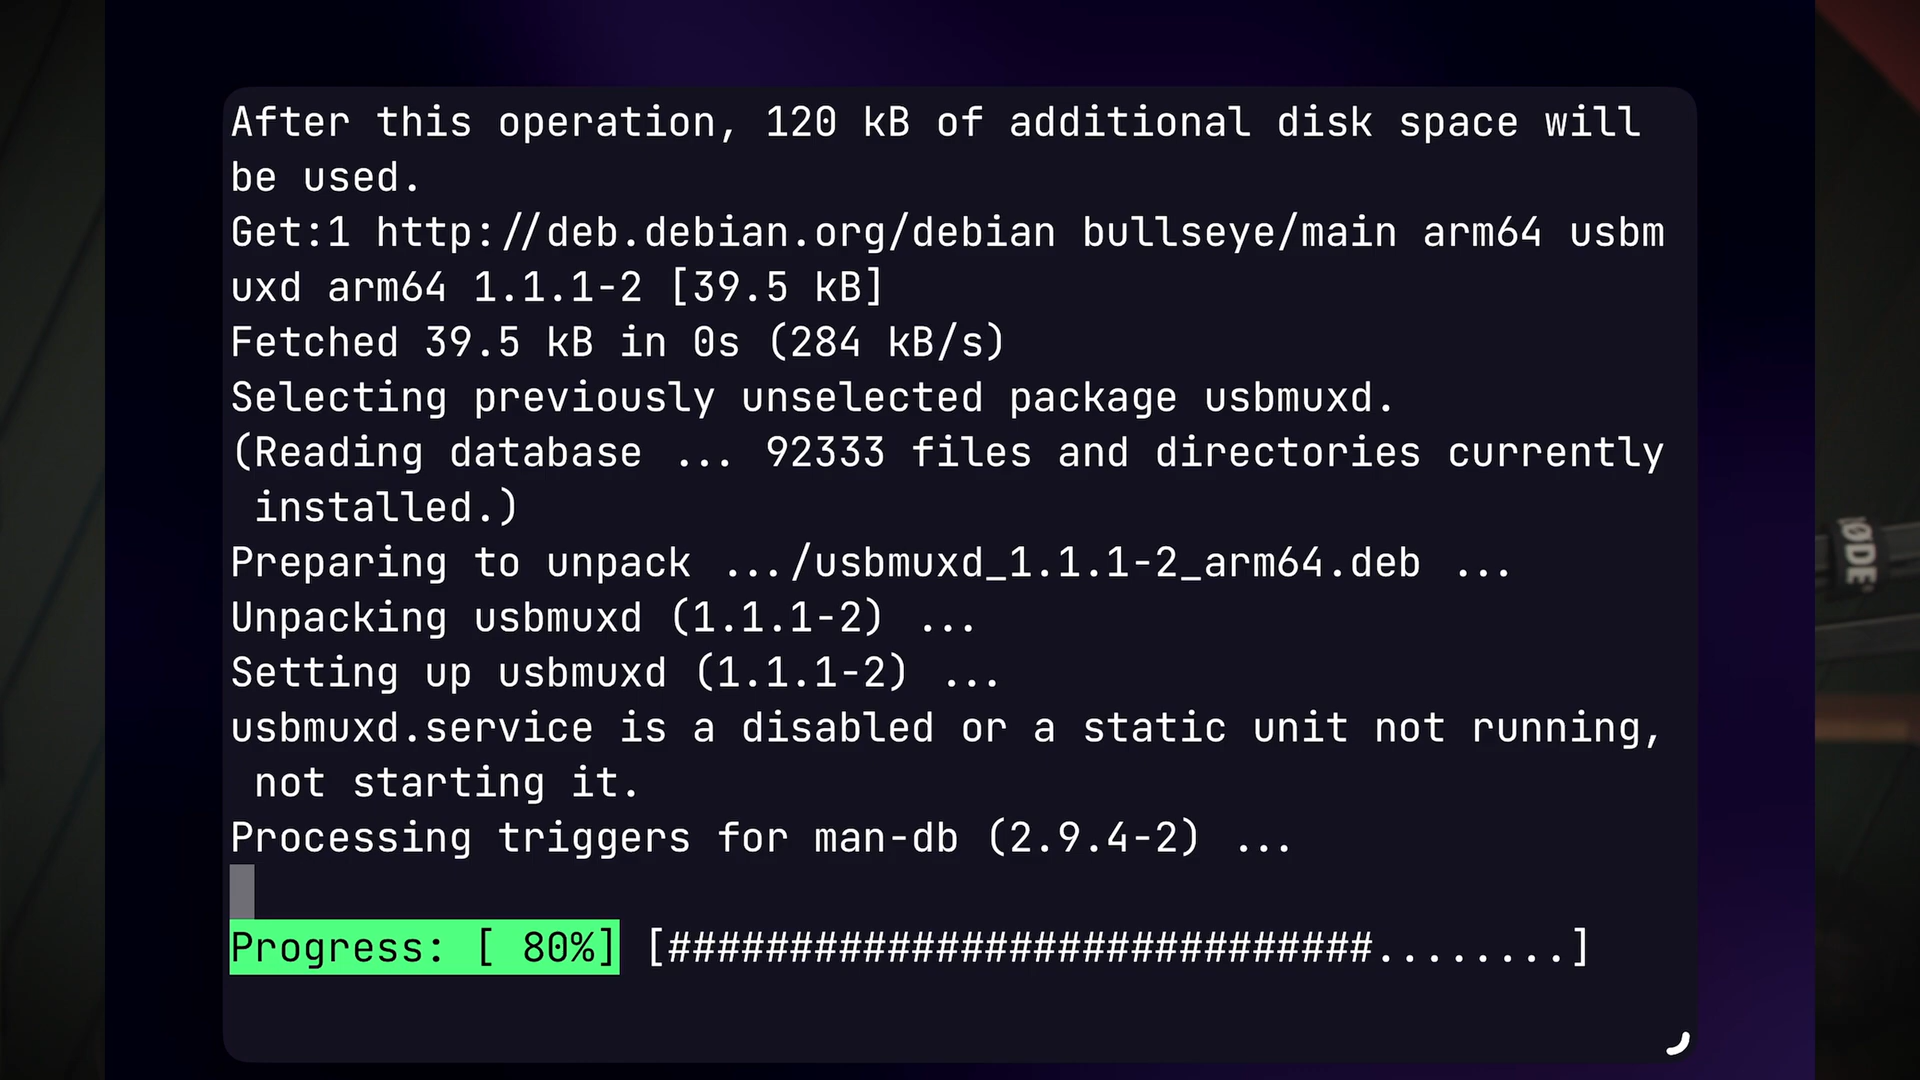 After this operation, 120 kB of additional disk space will
be used.
Get:1 http://deb.debian.org/debian bullseye/main arm64 usbm
uxd arm64 1.1.1-2 [39.5 kB]
Fetched 39.5 kB in 0s (284 kB/s)
Selecting previously unselected package usbmuxd.
(Reading database ... 92333 files and directories currently
 installed.)
Preparing to unpack .../usbmuxd_1.1.1-2_arm64.deb ...
Unpacking usbmuxd (1.1.1-2) ...
Setting up usbmuxd (1.1.1-2) ...
usbmuxd.service is a disabled or a static unit not running,
 not starting it.
Processing triggers for man-db (2.9.4-2) ...
Progress: [ 80%] [#############################........]
RØDE